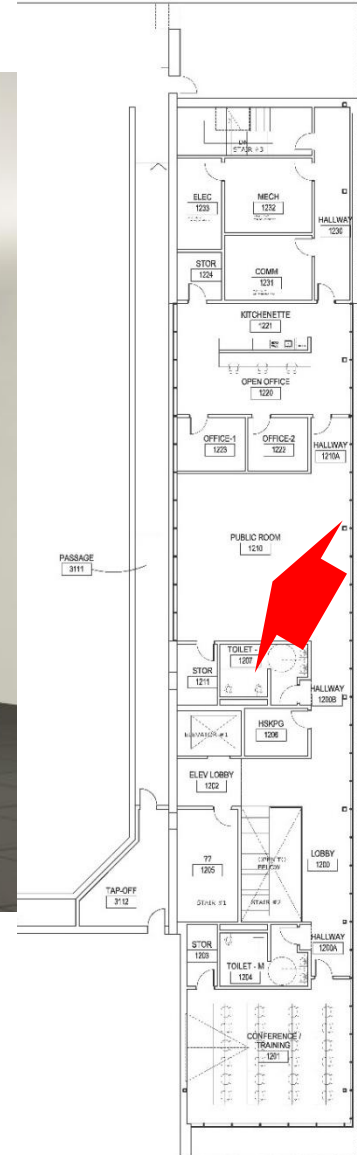 DN
STAIR #3
ELEC
1233
MECH
1232
HALLWAY
1230
STOR
1224
COMM
1231
KITCHENETTE
1221
OPEN OFFICE
1220
OFFICE-1
1223
OFFICE-2
1222
HALLWAY
1210A
PUBLIC ROOM
1210
PASSAGE
3111
TOILET -
1207
STOR
1211
HALLWAY
1200B
HSKPG
1206
ELEVATOR #1
ELEV LOBBY
1202
??
1205
OPEN TO
BELOW
LOBBY
1200
TAP-OFF
3112
STAIR #1
STAIR #2
STOR
1203
TOILET - M
1204
HALLWAY
1200A
CONFERENCE /
TRAINING
1201